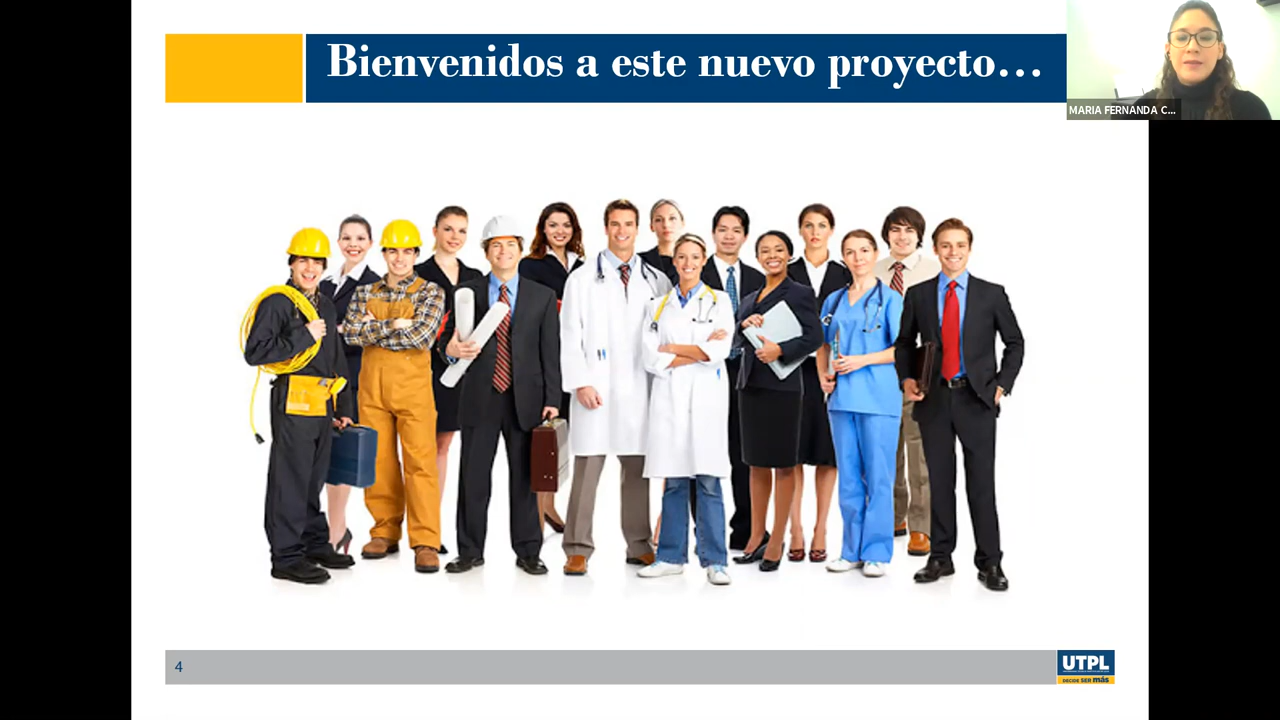 Bienvenidos a este nuevo proyecto...
MARIA FERNANDA C...
4
UTPL
DECIDE SER más